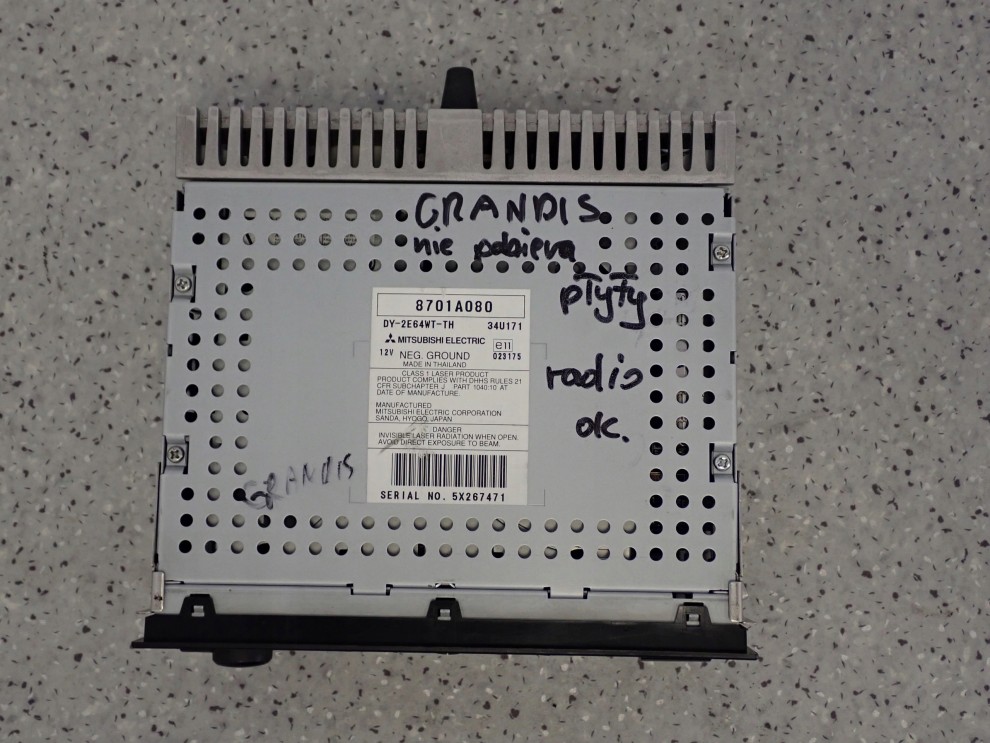 GRANDIS
nie pobiera
płyty
radio
ok.
8701A080
DY-2E64WT-TH 34U171
MITSUBISHI ELECTRIC e11
12V NEG. GROUND 023175
MADE IN THAILAND
CLASS 1 LASER PRODUCT
PRODUCT COMPLIES WITH DHHS RULES 21
CFR SUBCHAPTER J PART 1040:10 AT
DATE OF MANUFACTURE.
MANUFACTURED
MITSUBISHI ELECTRIC CORPORATION
SANDA, HYOGO, JAPAN
DANGER
INVISIBLE LASER RADIATION WHEN OPEN.
AVOID DIRECT EXPOSURE TO BEAM.
SERIAL NO. 5X267471
GRANDIS